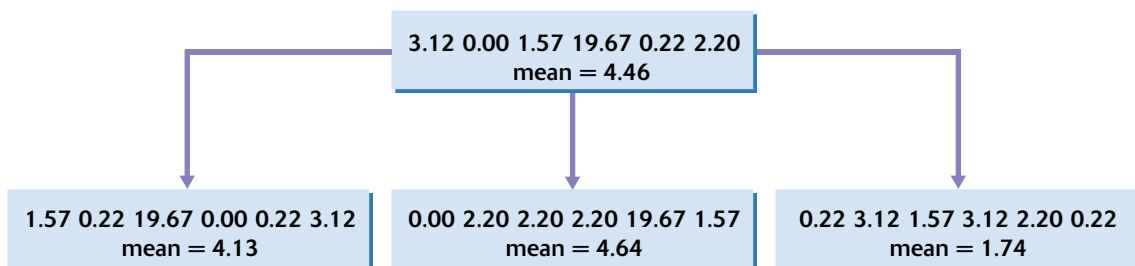 3.12 0.00 1.57 19.67 0.22 2.20
mean = 4.46
1.57 0.22 19.67 0.00 0.22 3.12
mean = 4.13
0.00 2.20 2.20 2.20 19.67 1.57
mean = 4.64
0.22 3.12 1.57 3.12 2.20 0.22
mean = 1.74